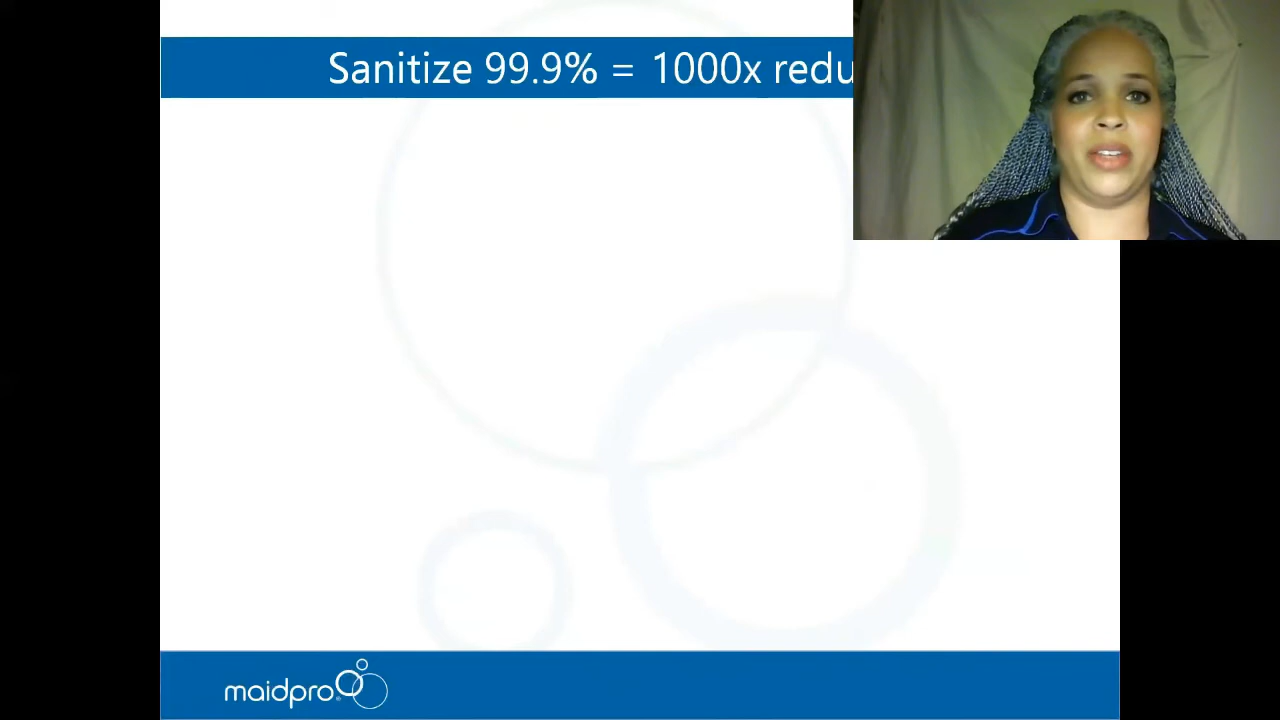 Sanitize 99.9% = 1000x redu
maidpro